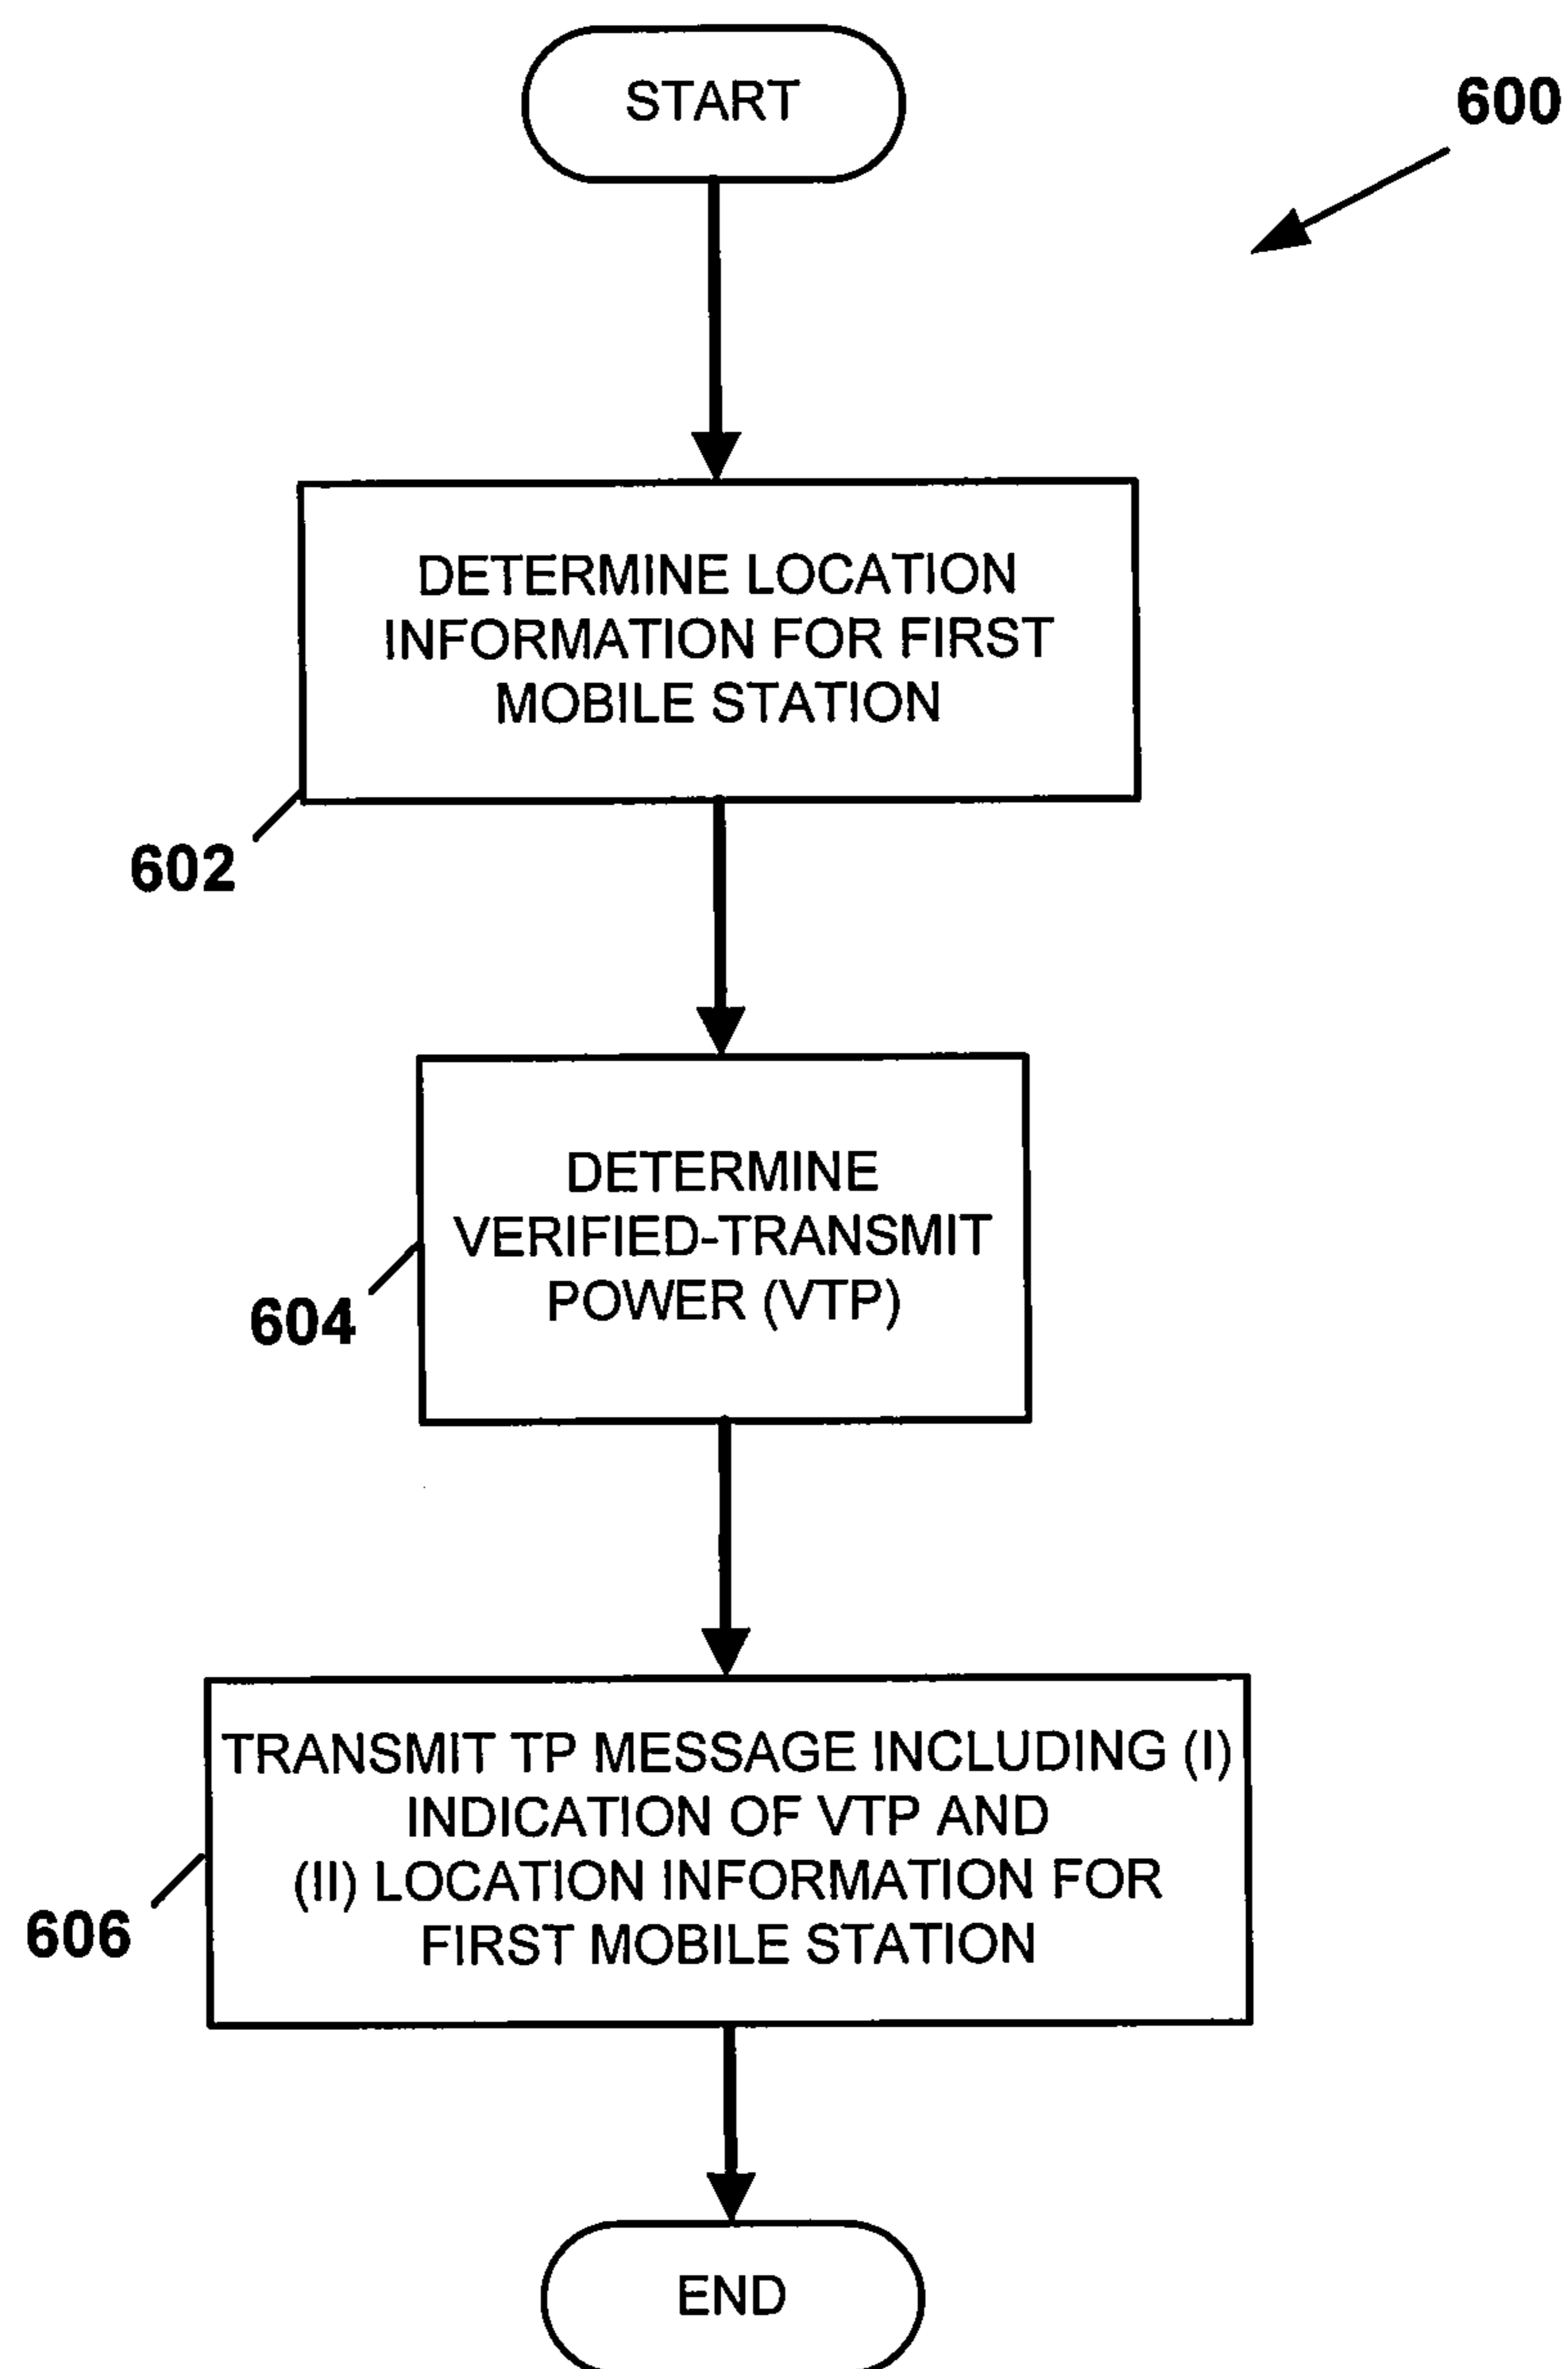 START
600
DETERMINE LOCATION
INFORMATION FOR FIRST
MOBILE STATION
602
DETERMINE
VERIFIED-TRANSMIT
POWER (VTP)
604
TRANSMIT TP MESSAGE INCLUDING (I)
INDICATION OF VTP AND
(II) LOCATION INFORMATION FOR
FIRST MOBILE STATION
606
END